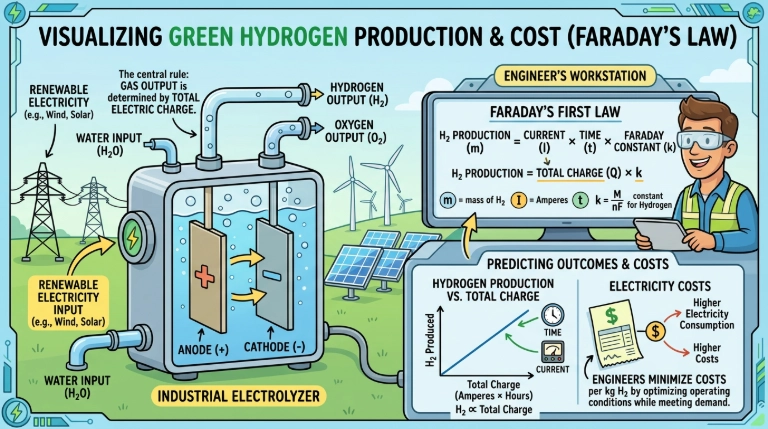 VISUALIZING GREEN HYDROGEN PRODUCTION & COST (FARADAY'S LAW)
RENEWABLE
ELECTRICITY
(e.g., Wind, Solar)
The central rule:
GAS OUTPUT is
determined by TOTAL
ELECTRIC CHARGE.
WATER INPUT
(H₂O)
HYDROGEN
OUTPUT (H₂)
OXYGEN
OUTPUT (O₂)
RENEWABLE
ELECTRICITY
INPUT
(e.g., Wind, Solar)
WATER INPUT
(H₂O)
+
-
ANODE (+)
CATHODE (-)
INDUSTRIAL ELECTROLYZER
ENGINEER'S WORKSTATION
FARADAY'S FIRST LAW
H₂ PRODUCTION (m) = CURRENT (I) × TIME (t) × FARADAY CONSTANT (k)
H₂ PRODUCTION = TOTAL CHARGE (Q) × k
m = mass of H₂ I = Amperes t k = M/nF constant for Hydrogen
PREDICTING OUTCOMES & COSTS
HYDROGEN PRODUCTION
VS. TOTAL CHARGE
H₂ Produced
TIME
CURRENT
Total Charge
(Amperes × Hours)
H₂ ∝ Total Charge
ELECTRICITY COSTS
$
$
Higher
Electricity
Consumption
Higher
Costs
ENGINEERS MINIMIZE COSTS
per kg H₂ by optimizing operating
conditions while meeting demand.